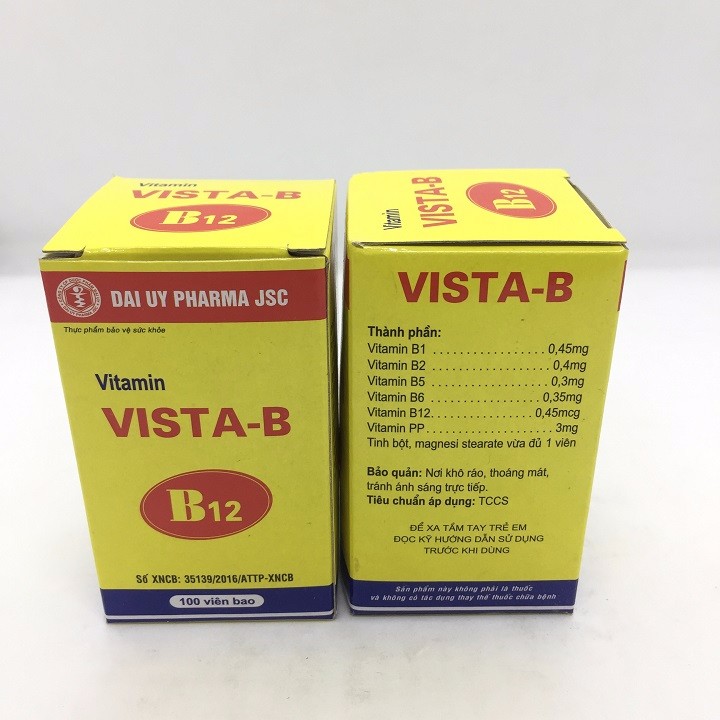 Vitamin
VISTA-B
B12
DAI UY PHARMA JSC
Thực phẩm bảo vệ sức khỏe
Vitamin
VISTA-B
B12
Số XNCB: 35139/2016/ATTP-XNCB
100 viên bao
Vitamin
VISTA-B
B12
VISTA-B
Thành phần:
Vitamin B1 . . . . . . . . . . . . . . . . . . 0,45mg
Vitamin B2 . . . . . . . . . . . . . . . . . . . 0,4mg
Vitamin B5 . . . . . . . . . . . . . . . . . . . 0,3mg
Vitamin B6 . . . . . . . . . . . . . . . . . . 0,35mg
Vitamin B12. . . . . . . . . . . . . . . . . 0,45mcg
Vitamin PP. . . . . . . . . . . . . . . . . . . . 3mg
Tinh bột, magnesi stearate vừa đủ 1 viên
Bảo quản: Nơi khô ráo, thoáng mát,
tránh ánh sáng trực tiếp.
Tiêu chuẩn áp dụng: TCCS
ĐỂ XA TẦM TAY TRẺ EM
ĐỌC KỸ HƯỚNG DẪN SỬ DỤNG
TRƯỚC KHI DÙNG
Sản phẩm này không phải là thuốc
và không có tác dụng thay thế thuốc chữa bệnh